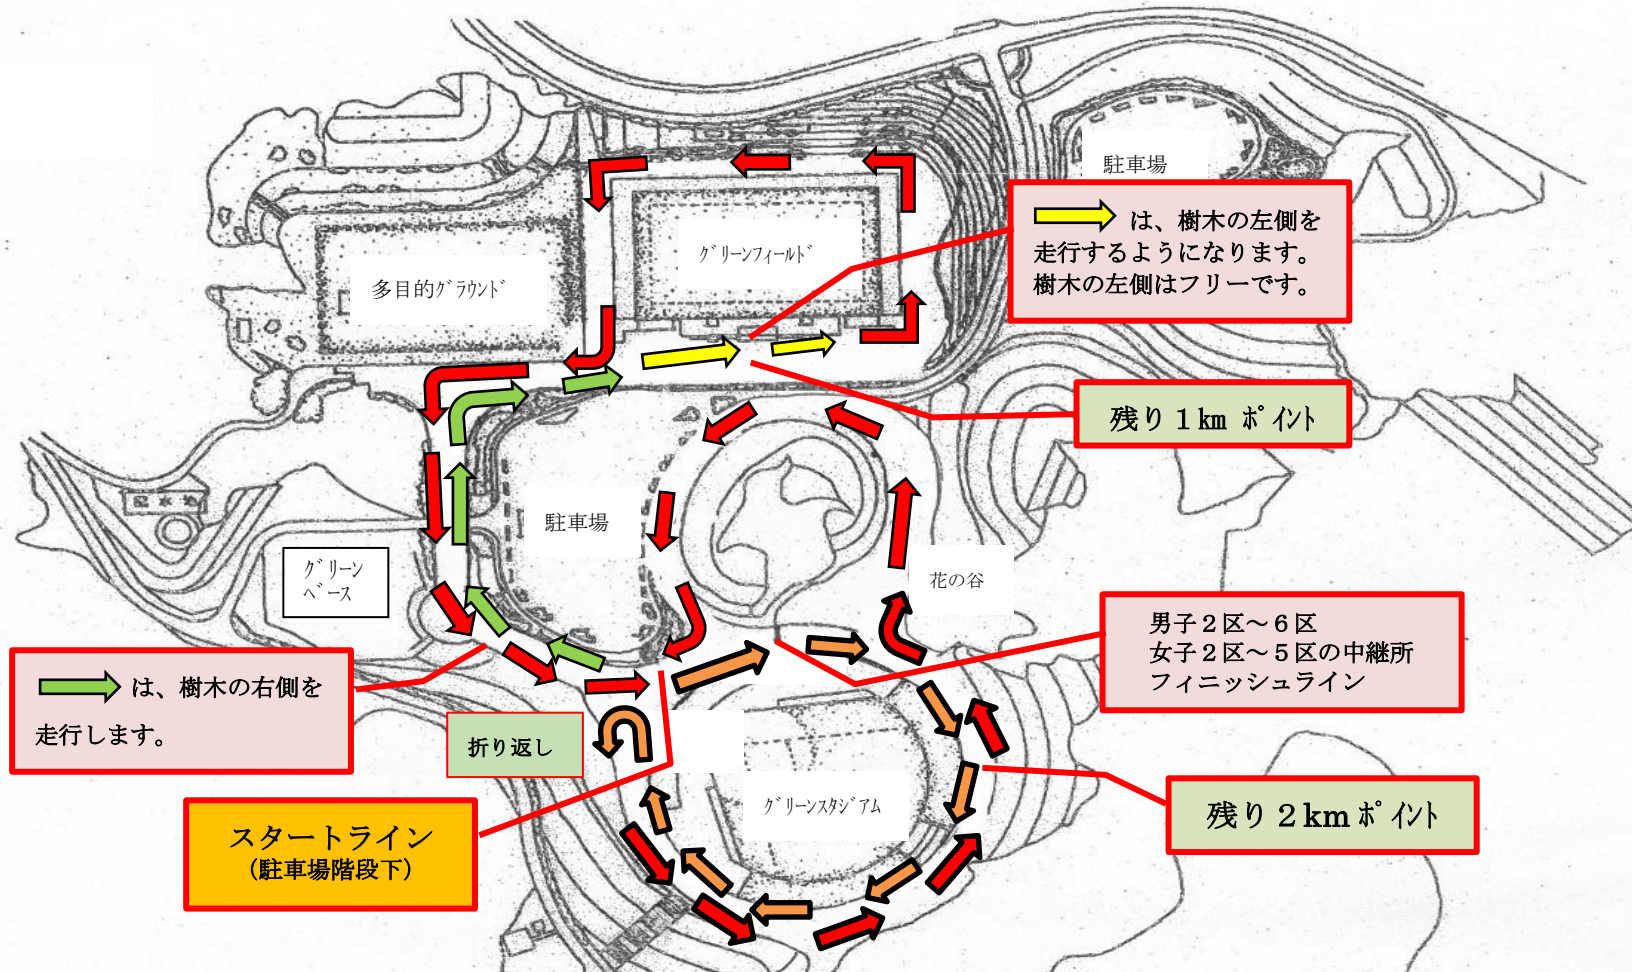 駐車場
は、樹木の左側を
走行するようになります。
樹木の左側はフリーです。
グリーンフィールド
多目的グラウンド
残り１㎞ ポイント
駐車場
配水池
グリーン
ベース
花の谷
男子２区～６区
女子２区～５区の中継所
フィニッシュライン
は、樹木の右側を
走行します。
折り返し
グリーンスタジアム
残り２kmポイント
スタートライン
（駐車場階段下）